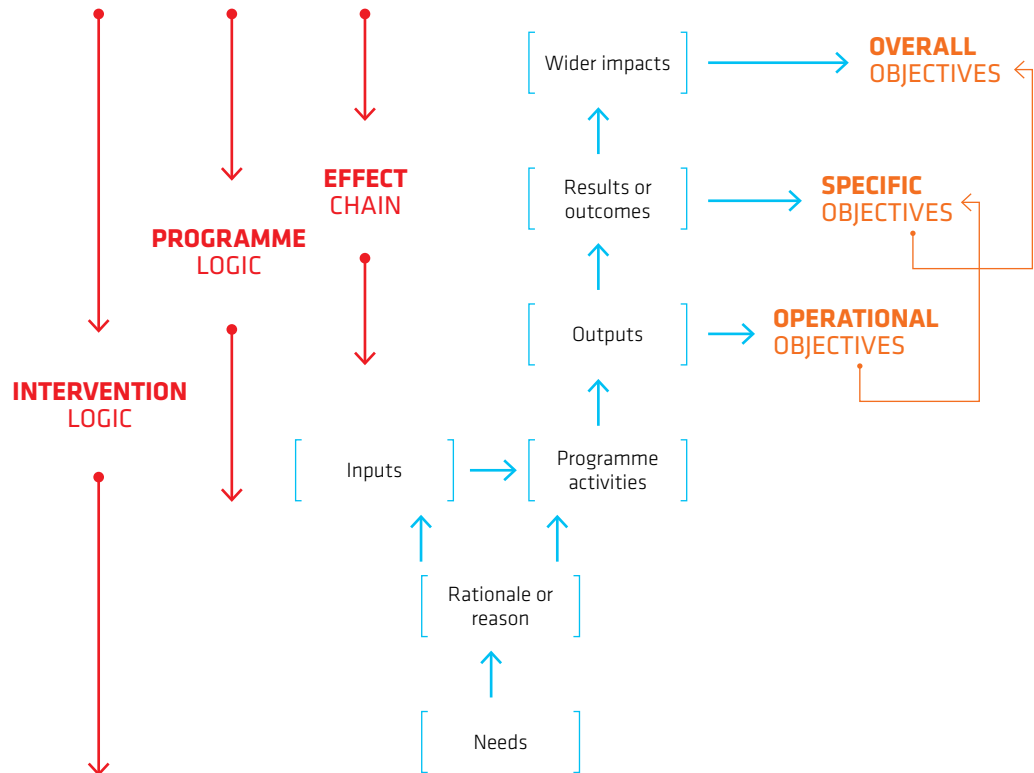 Wider impacts
OVERALL
OBJECTIVES
EFFECT
CHAIN
Results or
outcomes
SPECIFIC
OBJECTIVES
PROGRAMME
LOGIC
Outputs
OPERATIONAL
OBJECTIVES
INTERVENTION
LOGIC
Inputs
Programme
activities
Rationale or
reason
Needs